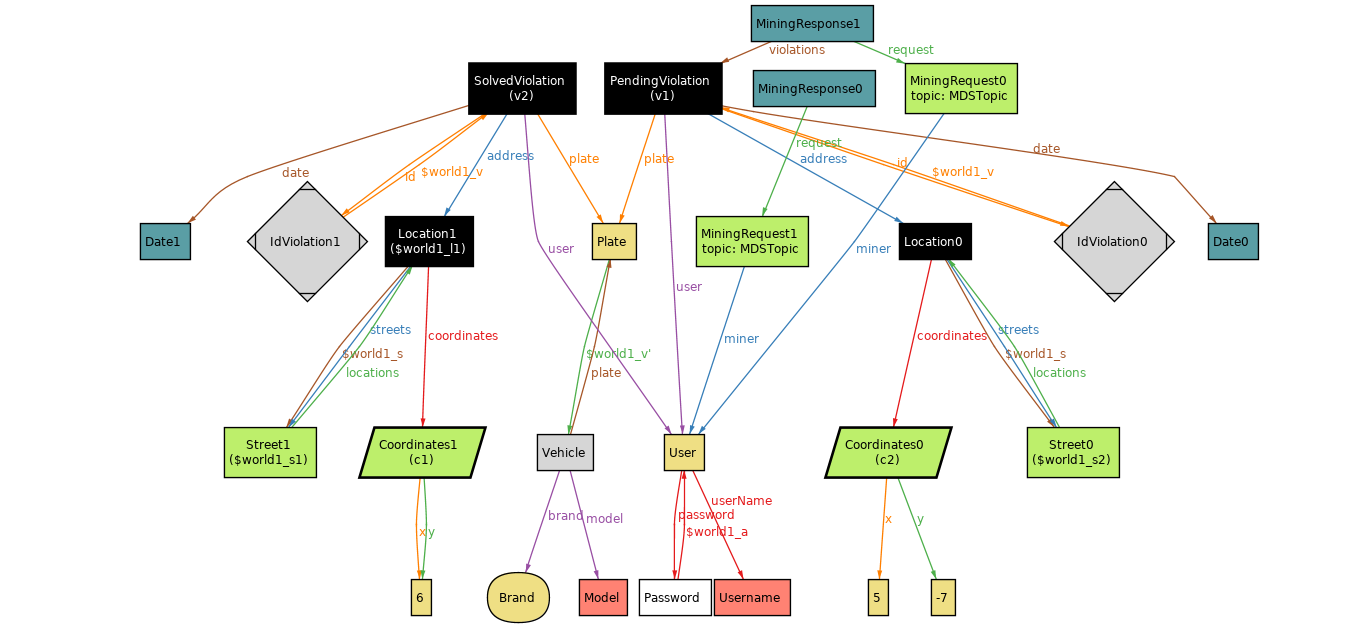 MiningResponse1
violations
request
SolvedViolation
(v2)
PendingViolation
(v1)
MiningResponse0
MiningRequest0
topic: MDSTopic
request
date
id
$world1_v
address
plate
plate
address
id
$world1_v
date
Date1
IdViolation1
Location1
($world1_l1)
user
Plate
MiningRequest1
topic: MDSTopic
miner
Location0
IdViolation0
Date0
user
streets
$world1_s
locations
coordinates
$world1_v'
plate
miner
coordinates
streets
$world1_s
locations
Street1
($world1_s1)
Coordinates1
(c1)
Vehicle
User
Coordinates0
(c2)
Street0
($world1_s2)
x
y
brand
model
password
$world1_a
userName
x
y
6
Brand
Model
Password
Username
5
-7